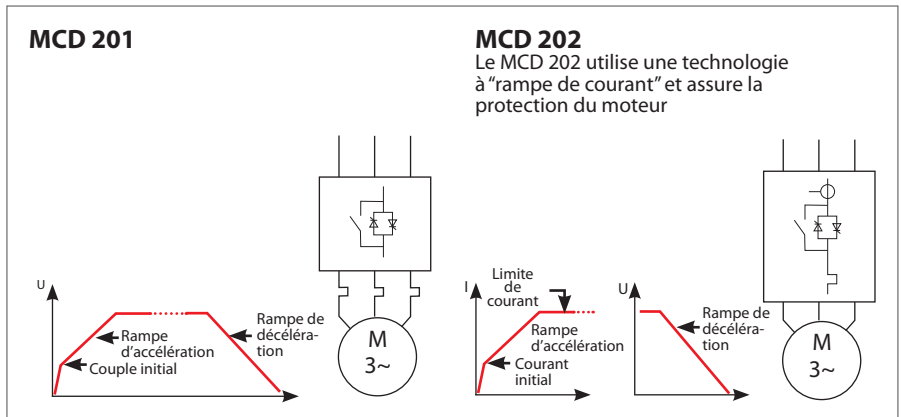 MCD 201
U
Rampe
d'accélération
Couple initial
Rampe de
décéléra-
tion
M
3~
MCD 202
Le MCD 202 utilise une technologie
à “rampe de courant” et assure la
protection du moteur
I
Limite
de
courant
Rampe
d'accélération
Courant
initial
U
Rampe de
décéléra-
tion
M
3~